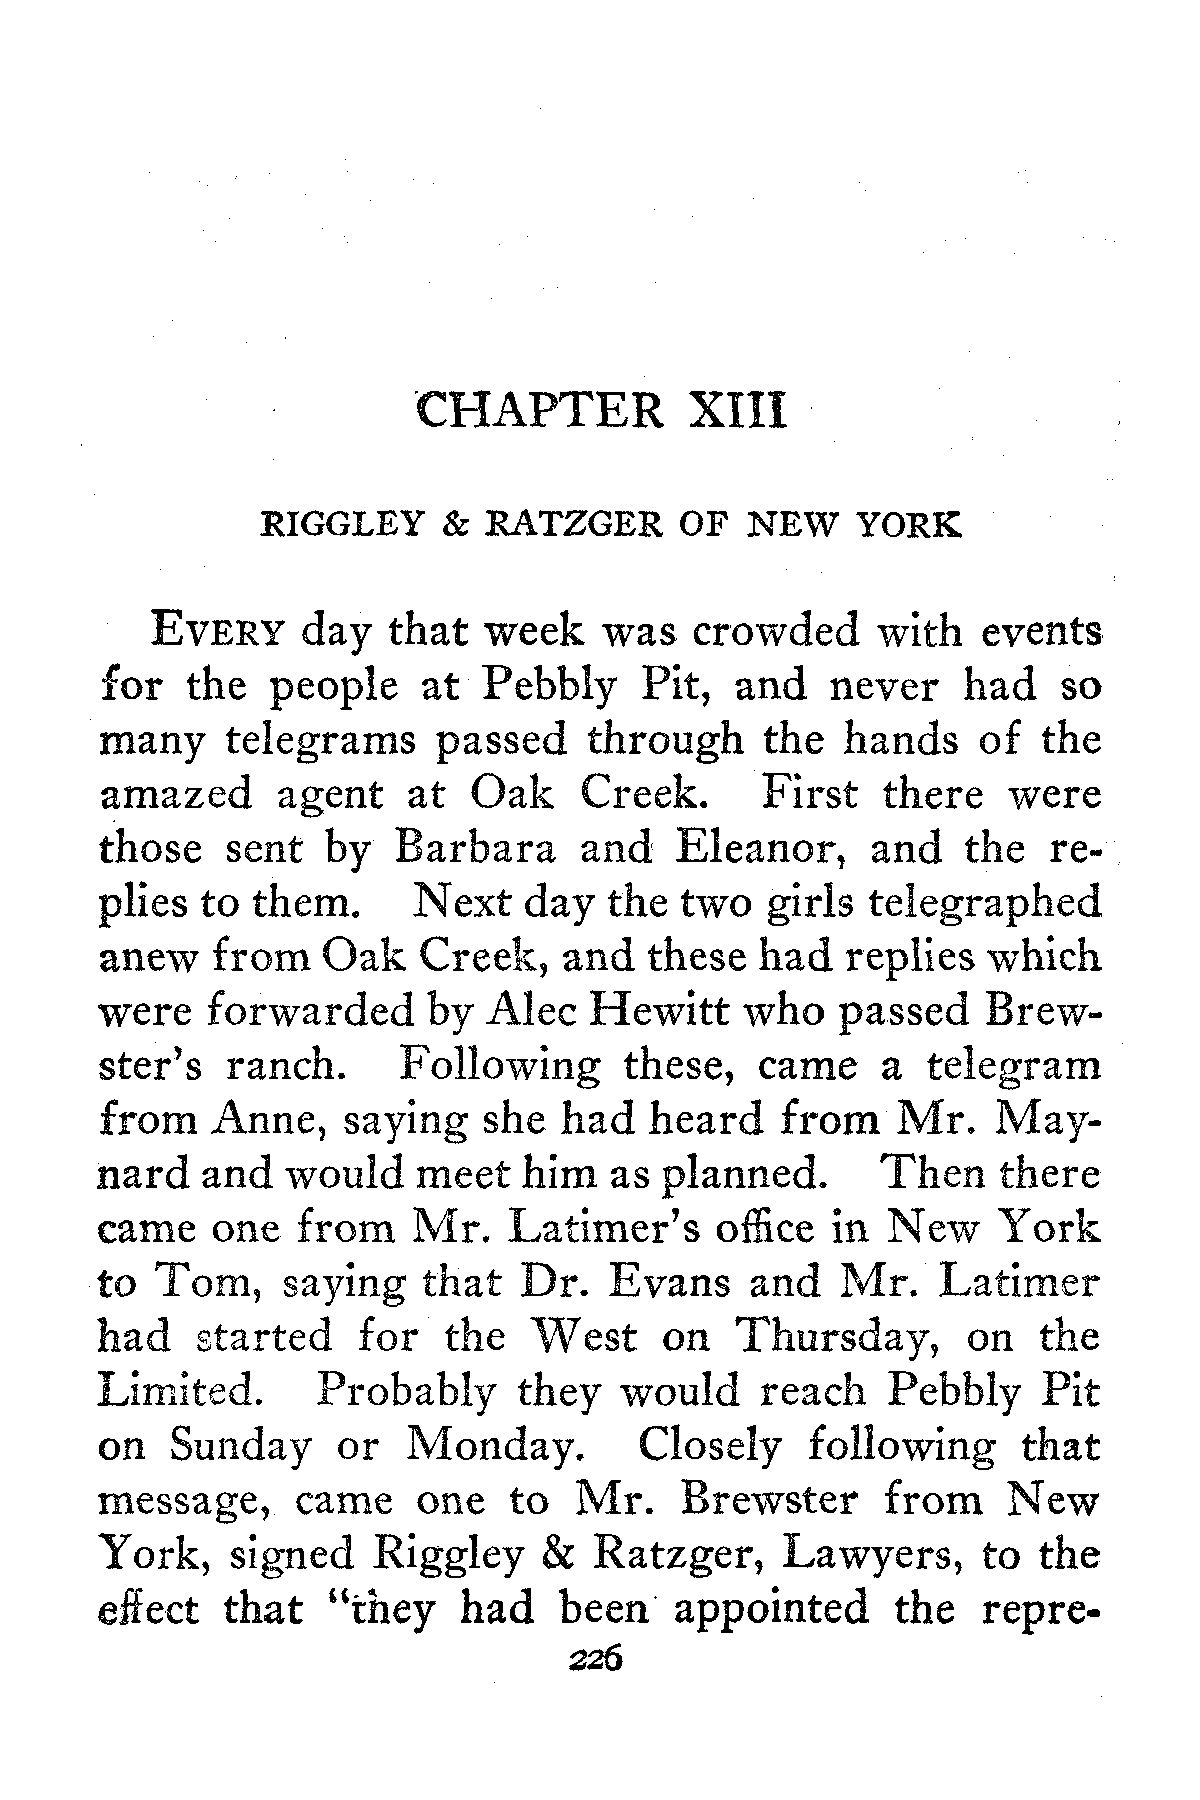 CHAPTER XIII
RIGGLEY & RATZGER OF NEW YORK
EVERY day that week was crowded with events
for the people at Pebbly Pit, and never had so
many telegrams passed through the hands of the
amazed agent at Oak Creek. First there were
those sent by Barbara and Eleanor, and the re-
plies to them. Next day the two girls telegraphed
anew from Oak Creek, and these had replies which
were forwarded by Alec Hewitt who passed Brew-
ster's ranch. Following these, came a telegram
from Anne, saying she had heard from Mr. May-
nard and would meet him as planned. Then there
came one from Mr. Latimer's office in New York
to Tom, saying that Dr. Evans and Mr. Latimer
had started for the West on Thursday, on the
Limited. Probably they would reach Pebbly Pit
on Sunday or Monday. Closely following that
message, came one to Mr. Brewster from New
York, signed Riggley & Ratzger, Lawyers, to the
effect that "they had been appointed the repre-
226